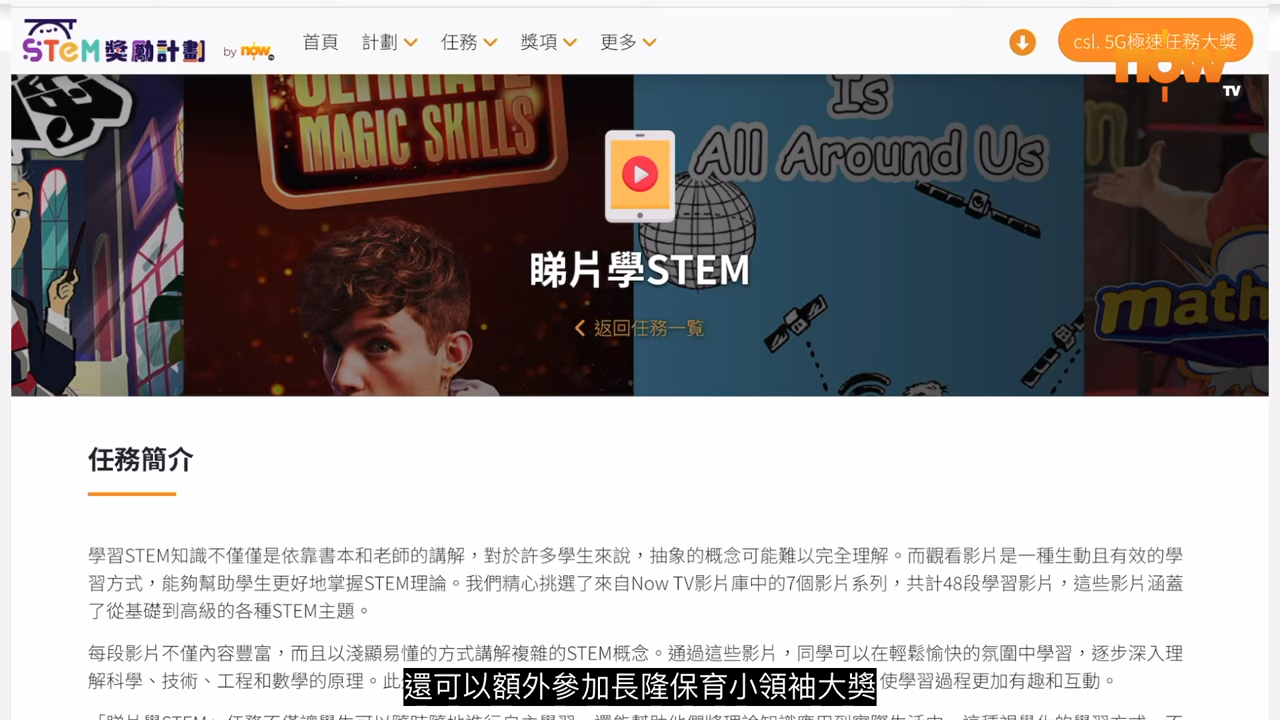 STEM獎勵計劃 by now TV 首頁 計劃 任務 獎項 更多 csl. 5G極速任務大獎
now TV
ULTIMATE
MAGIC SKILLS
Is
All Around Us
math
睇片學STEM
返回任務一覧
任務簡介
學習STEM知識不僅僅是依靠書本和老師的講解，對於許多學生來說，抽象的概念可能難以完全理解。而觀看影片是一種生動且有效的學
習方式，能夠幫助學生更好地掌握STEM理論。我們精心挑選了來自Now TV影片庫中的7個影片系列，共計48段學習影片，這些影片涵蓋
了從基礎到高級的各種STEM主題。
每段影片不僅內容豐富，而且以淺顯易懂的方式講解複雜的STEM概念。通過這些影片，同學可以在輕鬆愉快的氛圍中學習，逐步深入理
解科學、技術、工程和數學的原理。此 使學習過程更加有趣和互動。
還可以額外參加長隆保育小領袖大獎